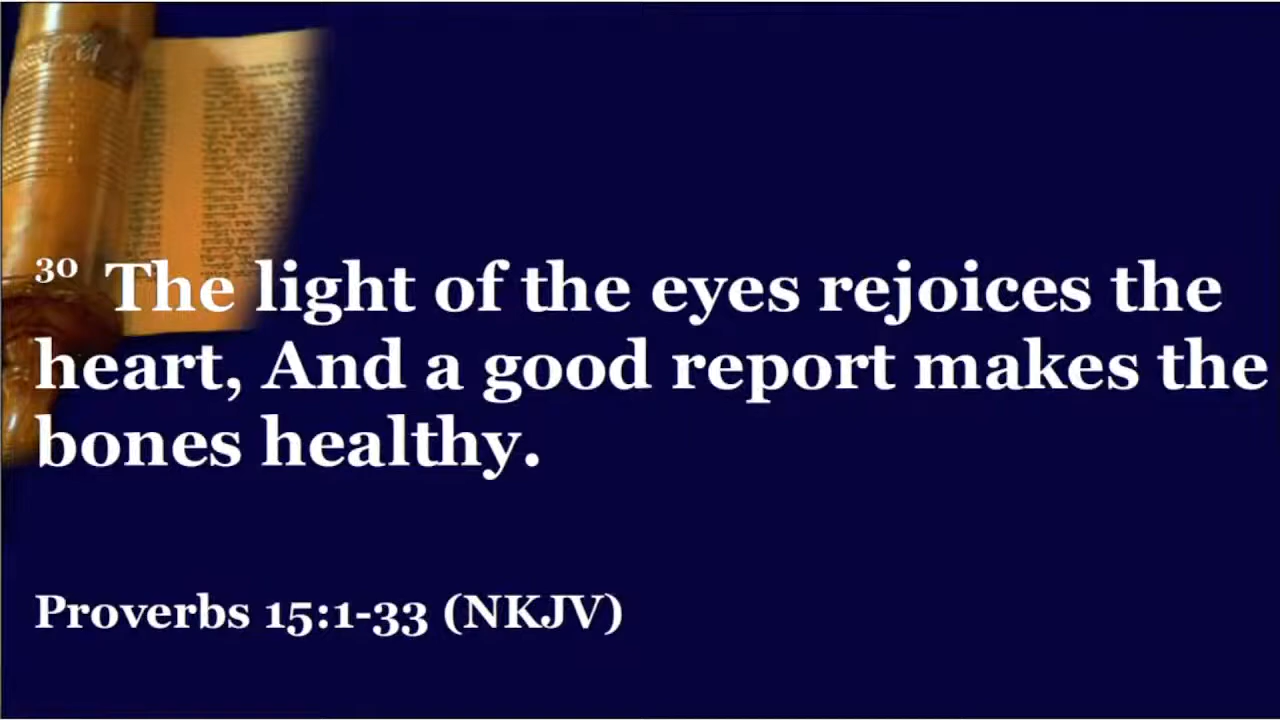 30 The light of the eyes rejoices the
heart, And a good report makes the
bones healthy.
Proverbs 15:1-33 (NKJV)